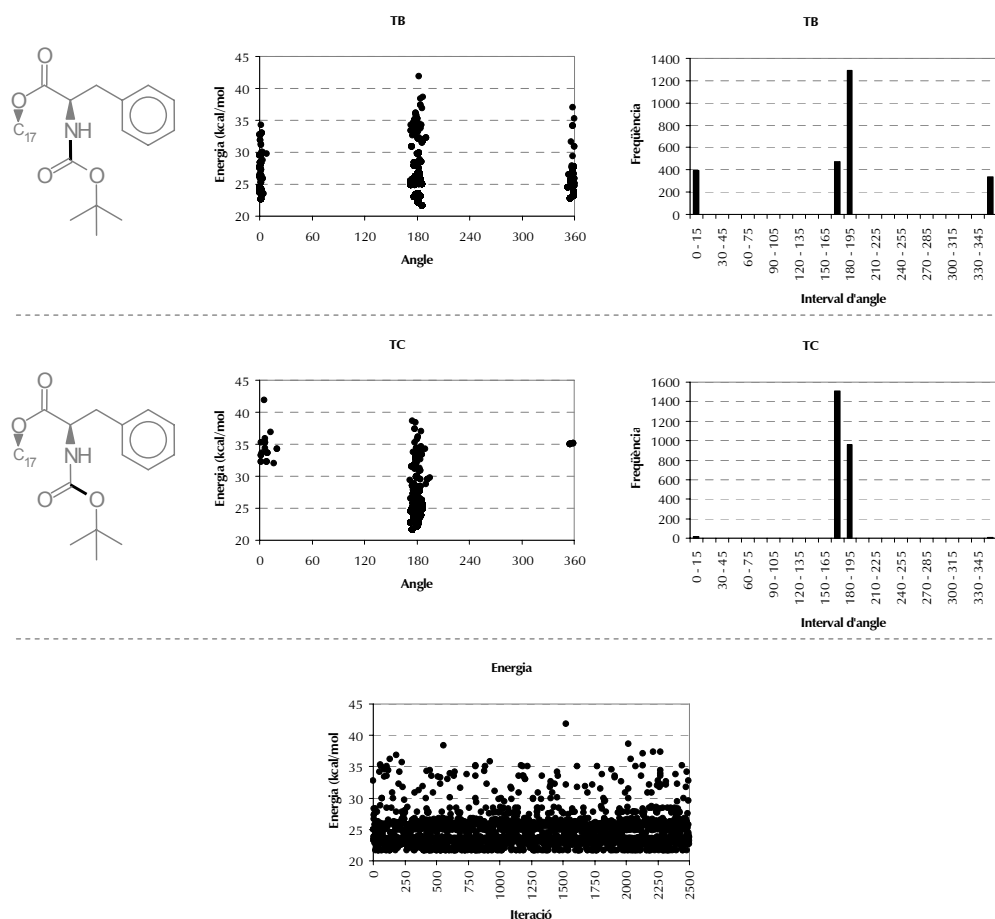 TB
TB
O
O
C17
NH
O
O
Energia (kcal/mol)
45
40
35
30
25
20
0 60 120 180 240 300 360
Angle
Freqüència
1400
1200
1000
800
600
400
200
0
0 - 15
30 - 45
60 - 75
90 - 105
120 - 135
150 - 165
180 - 195
210 - 225
240 - 255
270 - 285
300 - 315
330 - 345
Interval d'angle
TC
TC
O
O
C17
NH
O
O
Energia (kcal/mol)
45
40
35
30
25
20
0 60 120 180 240 300 360
Angle
Freqüència
1600
1400
1200
1000
800
600
400
200
0
0 - 15
30 - 45
60 - 75
90 - 105
120 - 135
150 - 165
180 - 195
210 - 225
240 - 255
270 - 285
300 - 315
330 - 345
Interval d'angle
Energia
Energia (kcal/mol
45
40
35
30
25
20
0 250 500 750 1000 1250 1500 1750 2000 2250 2500
Iteració